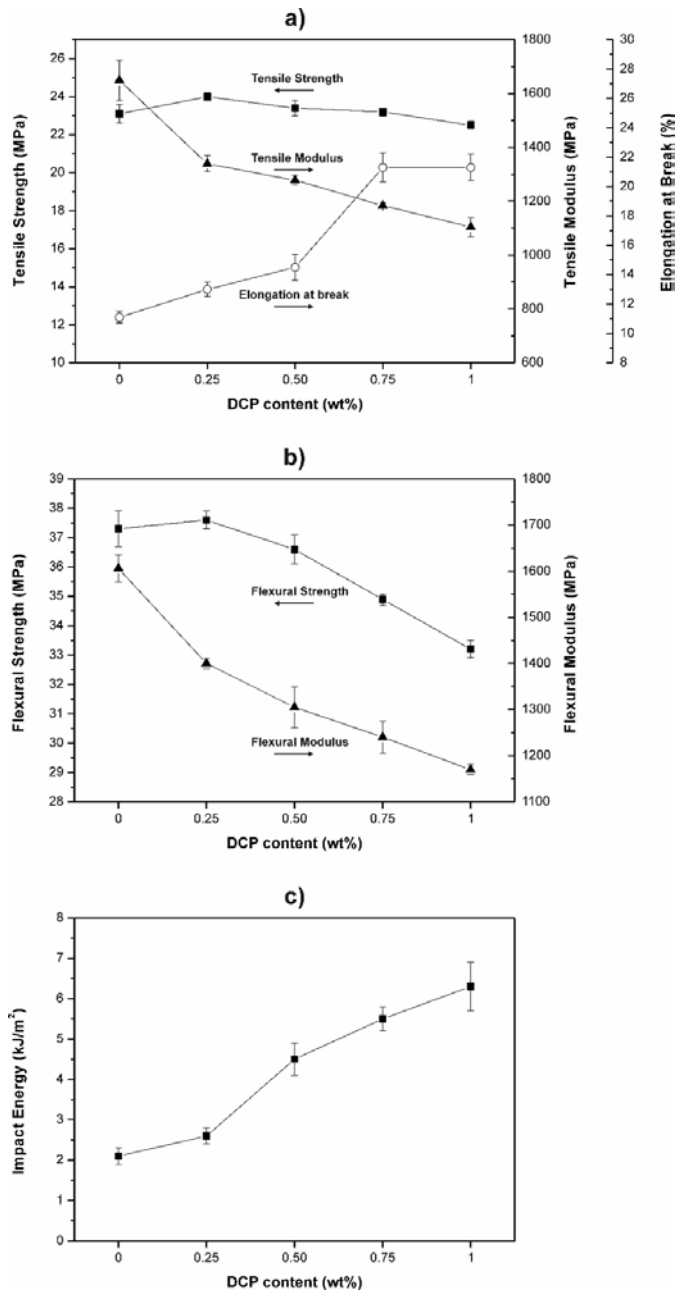 a)
Tensile Strength (MPa)
26
24
22
20
18
16
14
12
10
Tensile Strength
Tensile Modulus
Elongation at break
1800
1600
1400
1200
1000
800
600
Tensile Modulus (MPa)
30
28
26
24
22
20
18
16
14
12
10
8
Elongation at Break (%)
0 0.25 0.50 0.75 1
DCP content (wt%)
b)
Flexural Strength (MPa)
39
38
37
36
35
34
33
32
31
30
29
28
Flexural Strength
Flexural Modulus
1800
1700
1600
1500
1400
1300
1200
1100
Flexural Modulus (MPa)
0 0.25 0.50 0.75 1
DCP content (wt%)
c)
Impact Energy (kJ/m²)
8
7
6
5
4
3
2
1
0
0 0.25 0.50 0.75 1
DCP content (wt%)